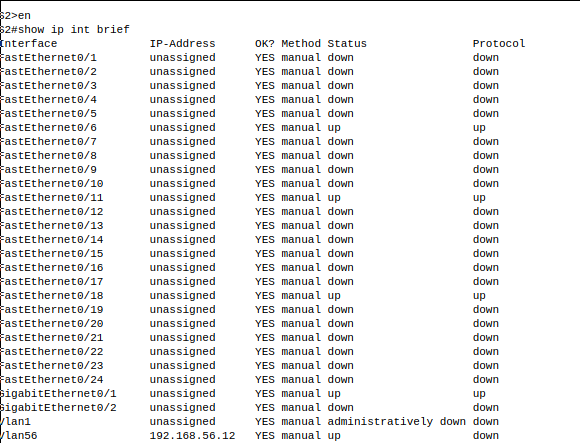 S2>en
S2#show ip int brief
Interface IP-Address OK? Method Status Protocol
FastEthernet0/1 unassigned YES manual down down
FastEthernet0/2 unassigned YES manual down down
FastEthernet0/3 unassigned YES manual down down
FastEthernet0/4 unassigned YES manual down down
FastEthernet0/5 unassigned YES manual down down
FastEthernet0/6 unassigned YES manual up up
FastEthernet0/7 unassigned YES manual down down
FastEthernet0/8 unassigned YES manual down down
FastEthernet0/9 unassigned YES manual down down
FastEthernet0/10 unassigned YES manual down down
FastEthernet0/11 unassigned YES manual up up
FastEthernet0/12 unassigned YES manual down down
FastEthernet0/13 unassigned YES manual down down
FastEthernet0/14 unassigned YES manual down down
FastEthernet0/15 unassigned YES manual down down
FastEthernet0/16 unassigned YES manual down down
FastEthernet0/17 unassigned YES manual down down
FastEthernet0/18 unassigned YES manual up up
FastEthernet0/19 unassigned YES manual down down
FastEthernet0/20 unassigned YES manual down down
FastEthernet0/21 unassigned YES manual down down
FastEthernet0/22 unassigned YES manual down down
FastEthernet0/23 unassigned YES manual down down
FastEthernet0/24 unassigned YES manual down down
GigabitEthernet0/1 unassigned YES manual up up
GigabitEthernet0/2 unassigned YES manual down down
Vlan1 unassigned YES manual administratively down down
Vlan56 192.168.56.12 YES manual up down